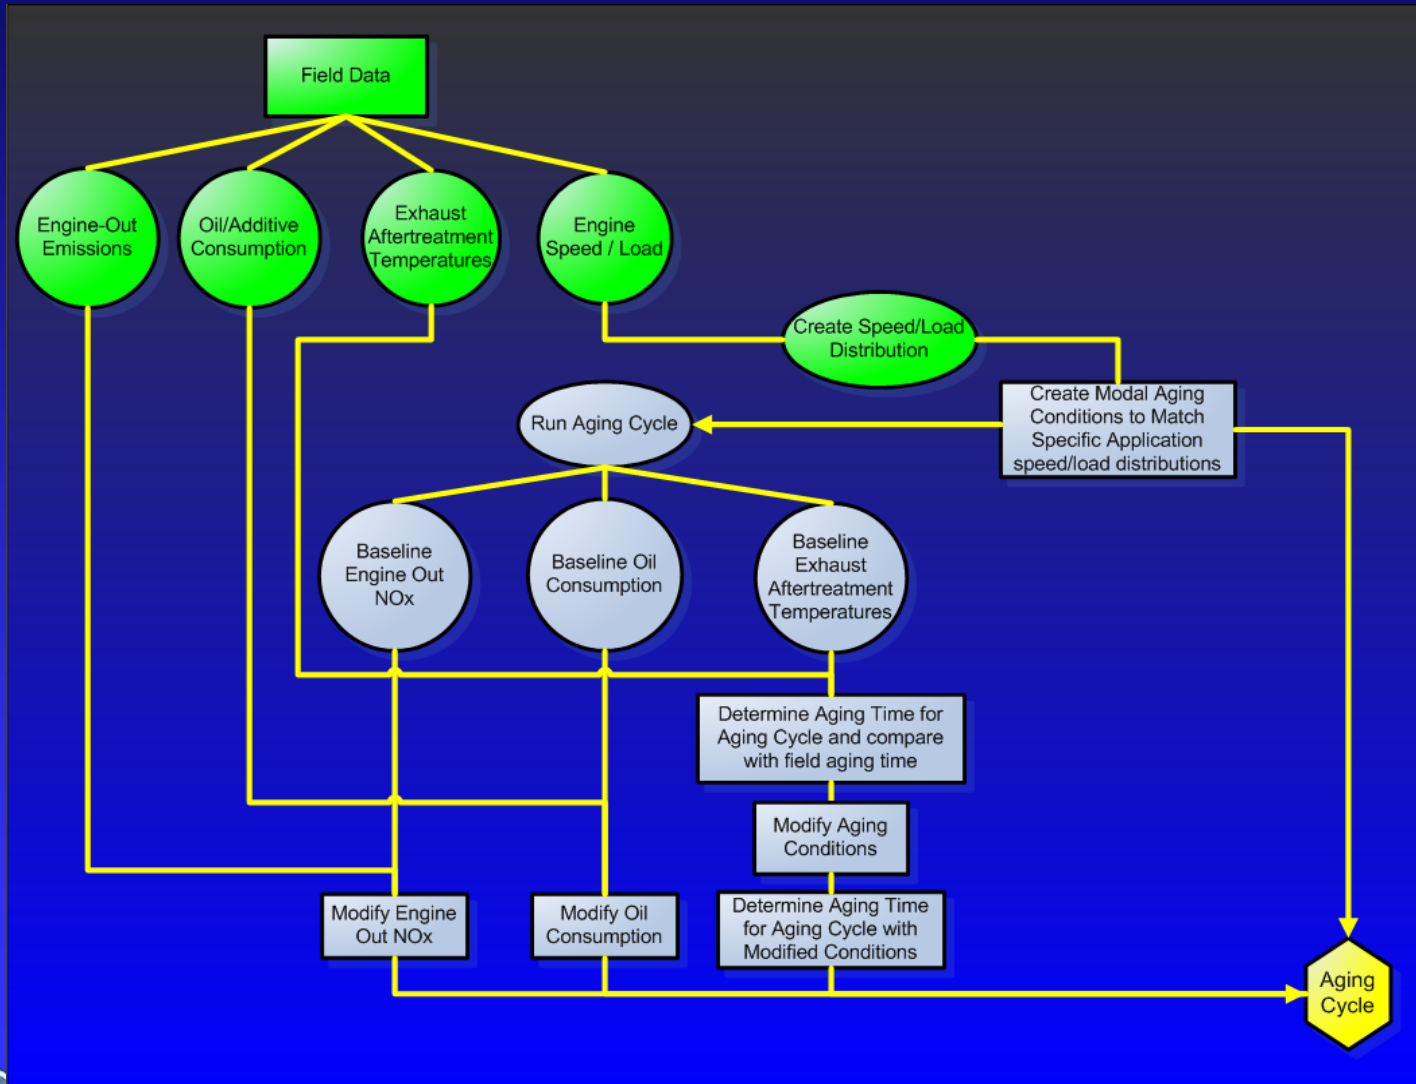 Field Data
Engine-Out
Emissions
Oil/Additive
Consumption
Exhaust
Aftertreatment
Temperatures
Engine
Speed / Load
Create Speed/Load
Distribution
Create Modal Aging
Conditions to Match
Specific Application
speed/load distributions
Run Aging Cycle
Baseline
Engine Out
NOx
Baseline Oil
Consumption
Baseline
Exhaust
Aftertreatment
Temperatures
Determine Aging Time for
Aging Cycle and compare
with field aging time
Modify Aging
Conditions
Modify Engine
Out NOx
Modify Oil
Consumption
Determine Aging Time
for Aging Cycle with
Modified Conditions
Aging
Cycle